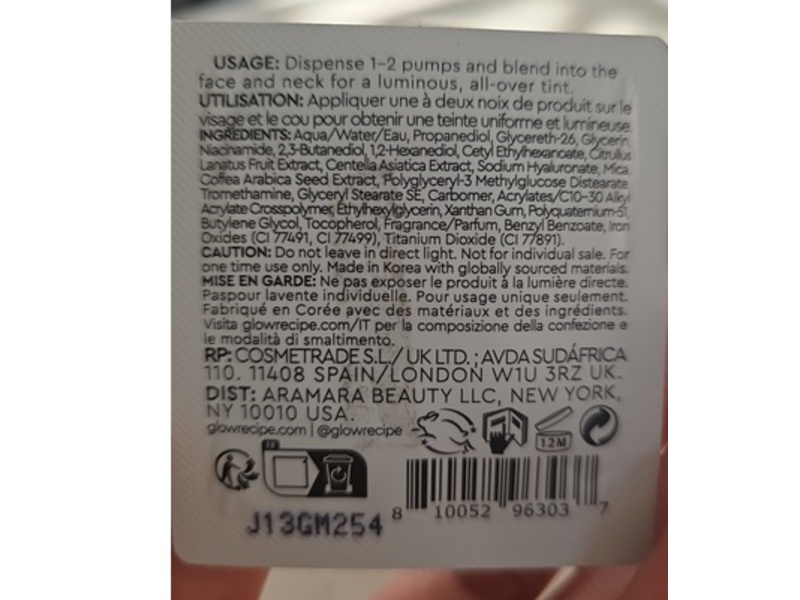 USAGE: Dispense 1-2 pumps and blend into the
face and neck for a luminous, all-over tint.
UTILISATION: Appliquer une à deux noix de produit sur le
visage et le cou pour obtenir une teinte uniforme et lumineuse.
INGREDIENTS: Aqua/Water/Eau, Propanediol, Glycereth-26, Glycerin,
Niacinamide, 2,3-Butanediol, 1,2-Hexanediol, Cetyl Ethylhexanoate, Citrullus
Lanatus Fruit Extract, Centella Asiatica Extract, Sodium Hyaluronate, Mica,
Coffea Arabica Seed Extract, Polyglyceryl-3 Methylglucose Distearate,
Tromethamine, Glyceryl Stearate SE, Carbomer, Acrylates/C10-30 Alkyl
Acrylate Crosspolymer, Ethylhexylglycerin, Xanthan Gum, Polyquaternium-51,
Butylene Glycol, Tocopherol, Fragrance/Parfum, Benzyl Benzoate, Iron
Oxides (CI 77491, CI 77499), Titanium Dioxide (CI 77891).
CAUTION: Do not leave in direct light. Not for individual sale. For
one time use only. Made in Korea with globally sourced materials.
MISE EN GARDE: Ne pas exposer le produit à la lumière directe.
Paspour lavente individuelle. Pour usage unique seulement.
Fabriqué en Corée avec des matériaux et des ingrédients.
Visita glowrecipe.com/IT per la composizione della confezione e
le modalità di smaltimento.
RP: COSMETRADE S.L./ UK LTD. ; AVDA SUDÁFRICA
110. 11408 SPAIN/LONDON W1U 3RZ UK.
DIST: ARAMARA BEAUTY LLC, NEW YORK,
NY 10010 USA.
glowrecipe.com | @glowrecipe
12M
J13GM254
8 10052 96303 7